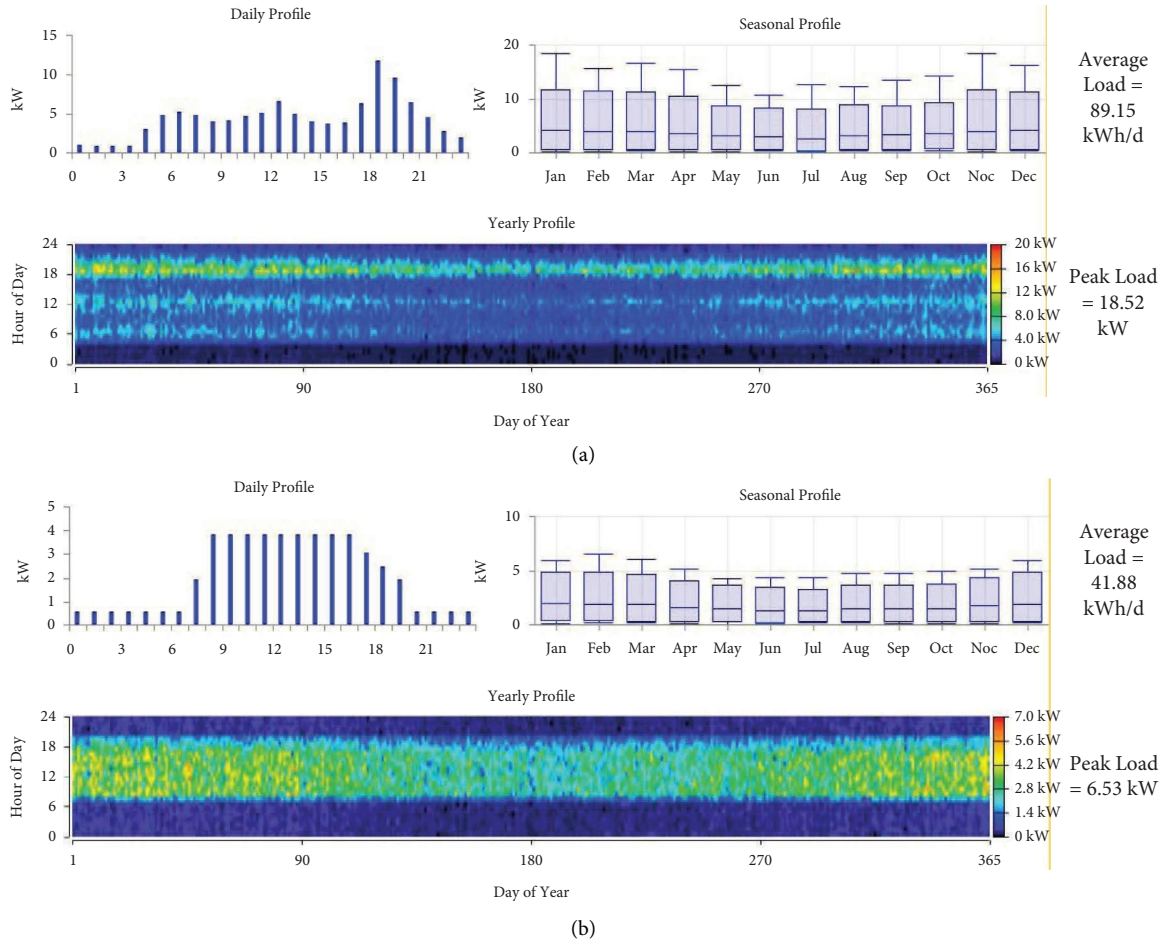 Daily Profile
15
10
5
0
kW
0 3 6 9 12 15 18 21
Seasonal Profile
20
10
0
kW
Jan Feb Mar Apr May Jun Jul Aug Sep Oct Noc Dec
Average
Load =
89.15
kWh/d
Yearly Profile
24
18
12
6
0
Hour of Day
1 90 180 270 365
Day of Year
20 kW
16 kW
12 kW
8.0 kW
4.0 kW
0 kW
Peak Load
= 18.52
kW
(a)
Daily Profile
5
4
3
2
1
0
kW
0 3 6 9 12 15 18 21
Seasonal Profile
10
5
0
kW
Jan Feb Mar Apr May Jun Jul Aug Sep Oct Noc Dec
Average
Load =
41.88
kWh/d
Yearly Profile
24
18
12
6
0
Hour of Day
1 90 180 270 365
Day of Year
7.0 kW
5.6 kW
4.2 kW
2.8 kW
1.4 kW
0 kW
Peak Load
= 6.53 kW
(b)